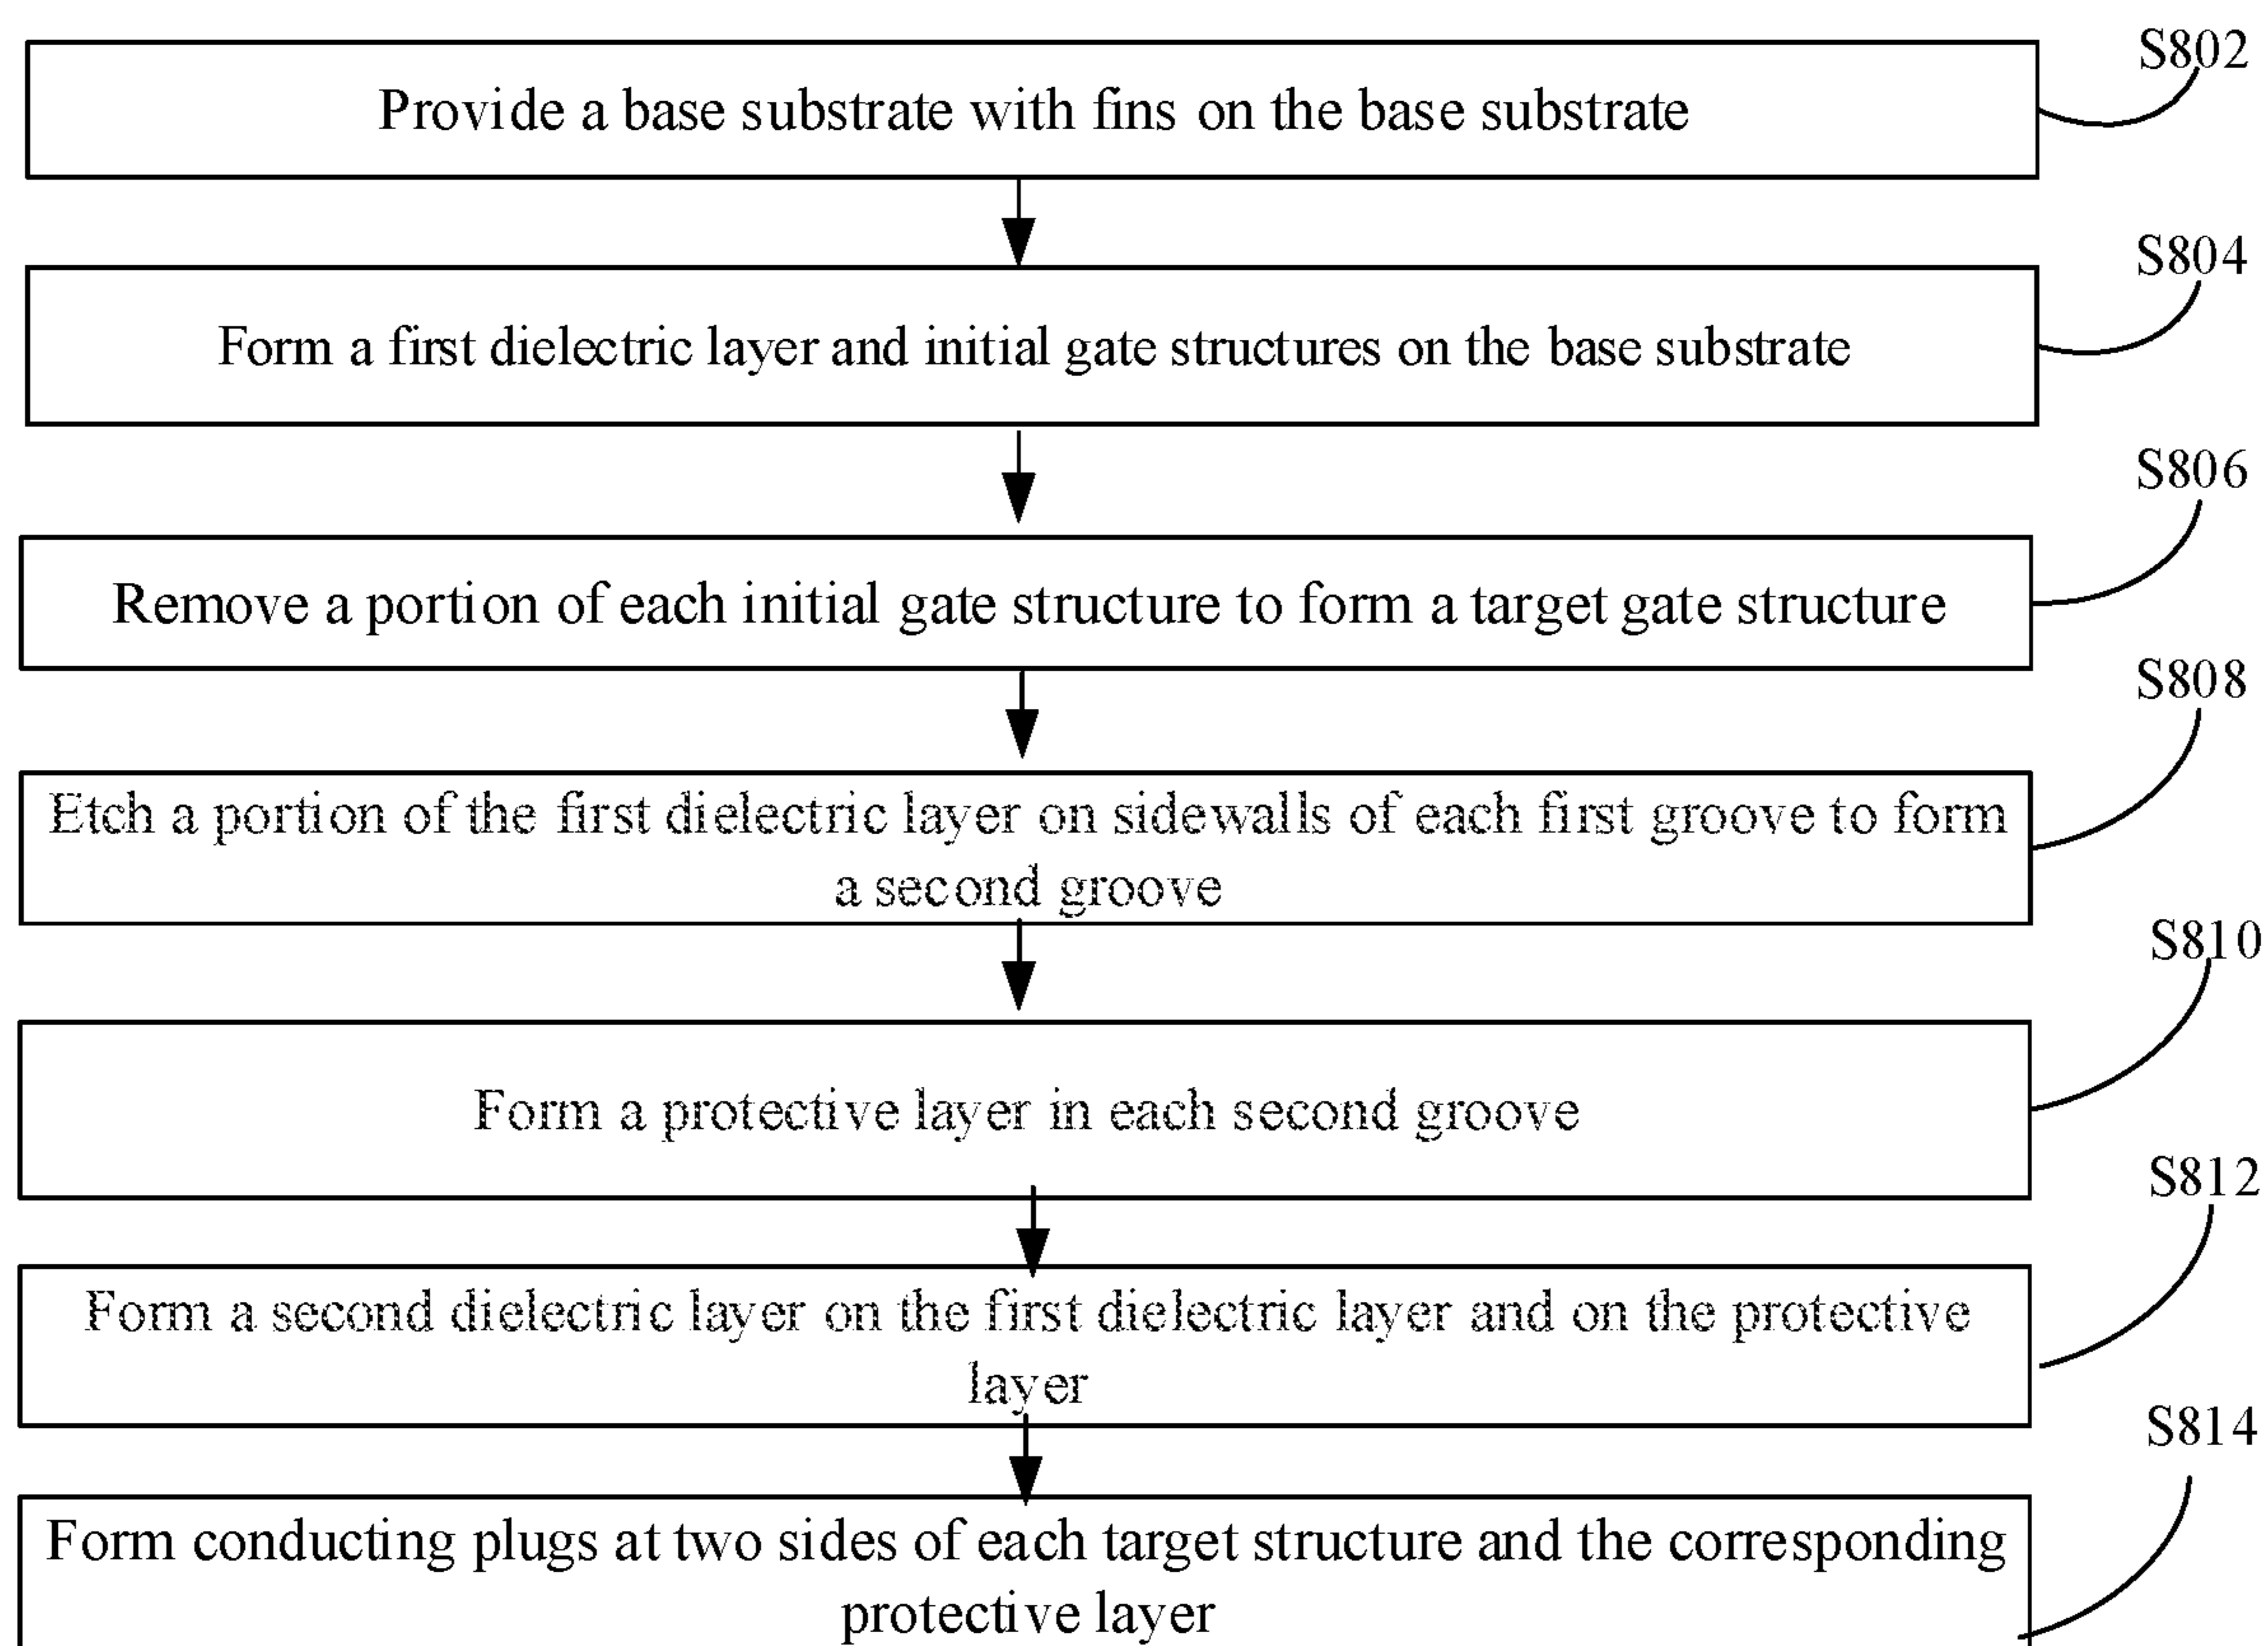 S802
Provide a base substrate with fins on the base substrate
S804
Form a first dielectric layer and initial gate structures on the base substrate
S806
Remove a portion of each initial gate structure to form a target gate structure
S808
Etch a portion of the first dielectric layer on sidewalls of each first groove to form
a second groove
S810
Form a protective layer in each second groove
S812
Form a second dielectric layer on the first dielectric layer and on the protective
layer
S814
Form conducting plugs at two sides of each target structure and the corresponding
protective layer